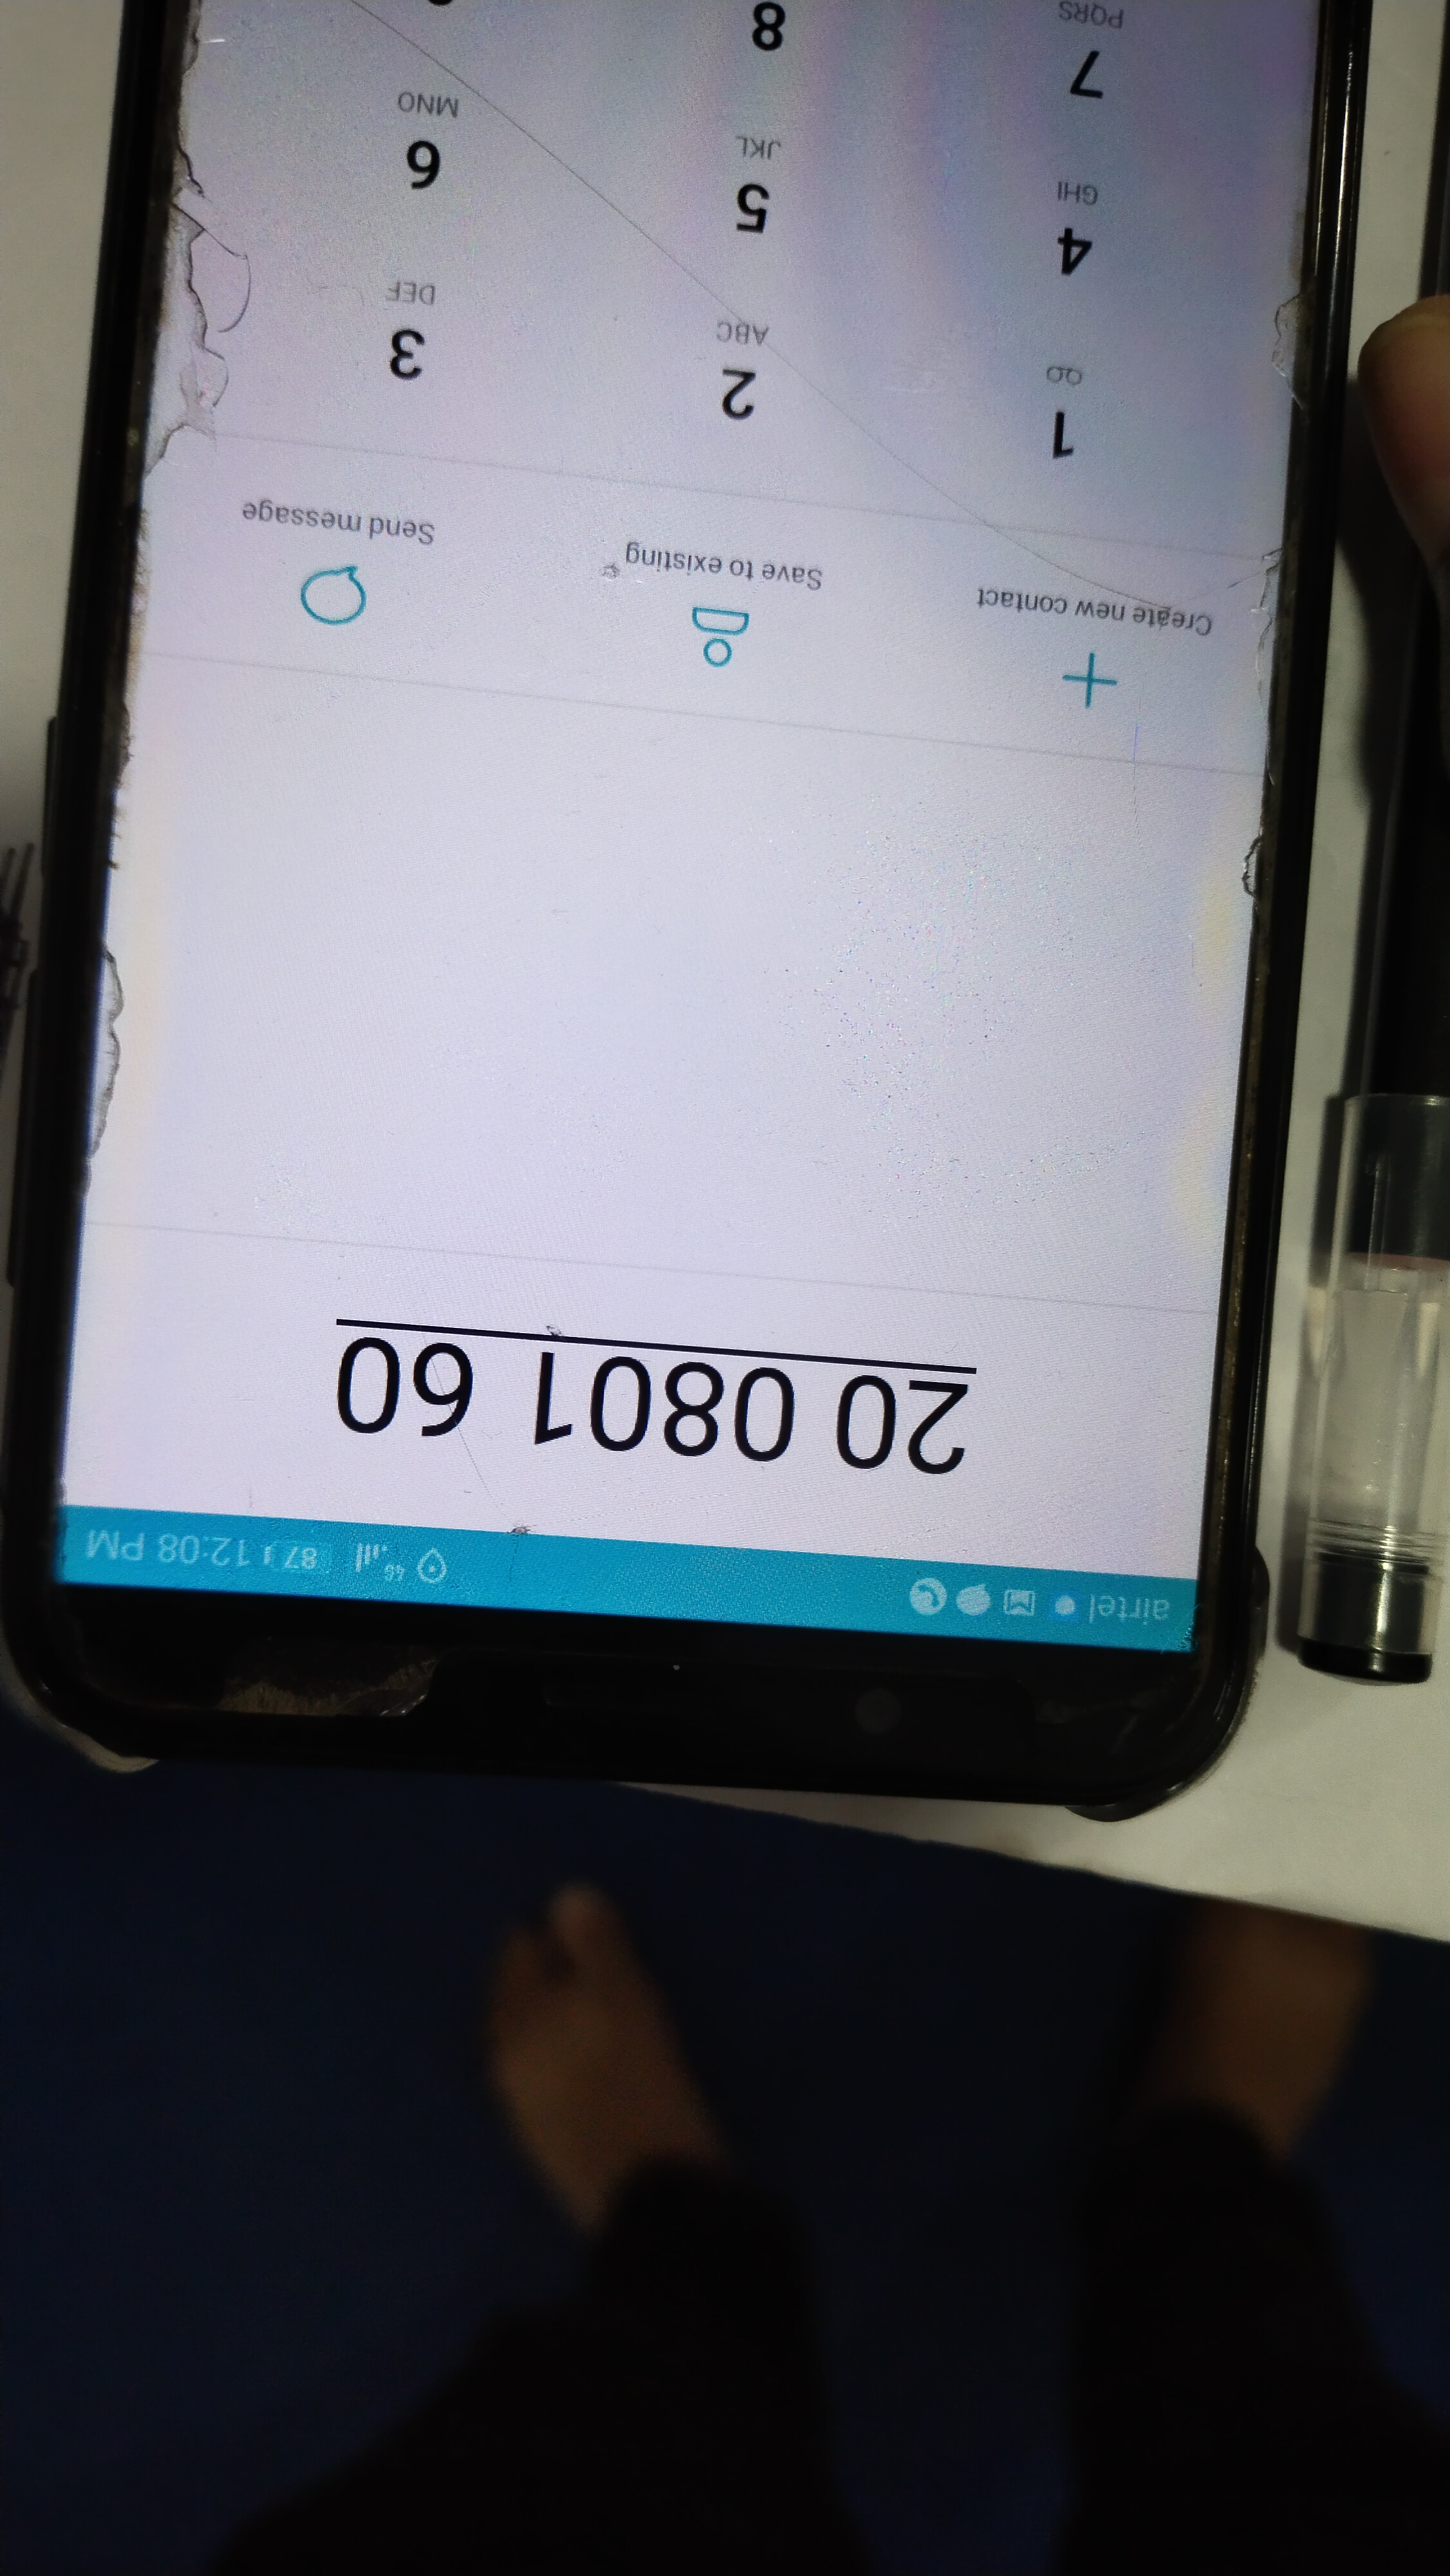 airtel 4G 87 12:08 PM
20 0801 60
Create new contact Save to existing Send message
1 2 3
ABC DEF
4 5 6
GHI JKL MNO
7 8
PQRS